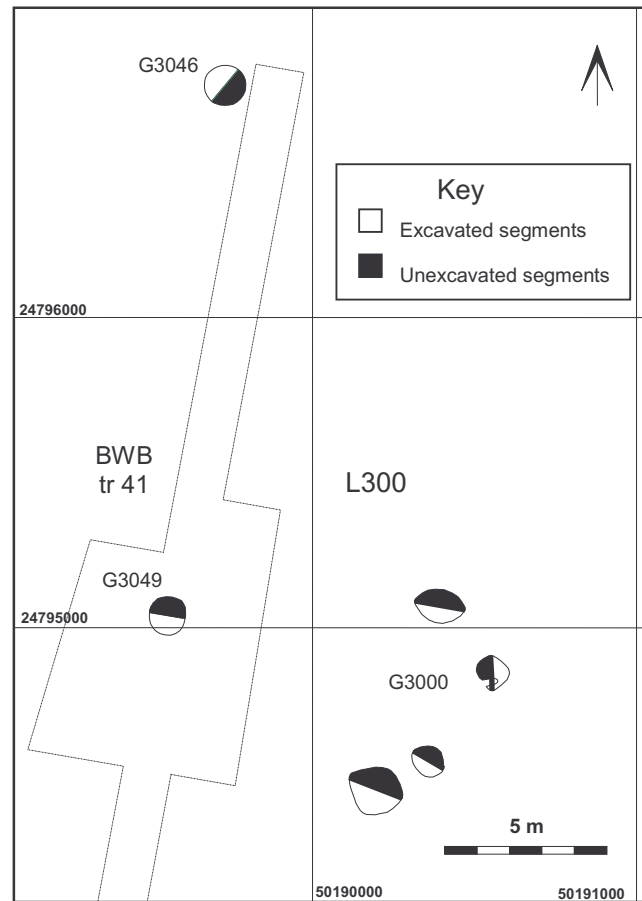 G3046
Key
Excavated segments
Unexcavated segments
24796000
BWB
tr 41
L300
G3049
24795000
G3000
5 m
50190000
50191000